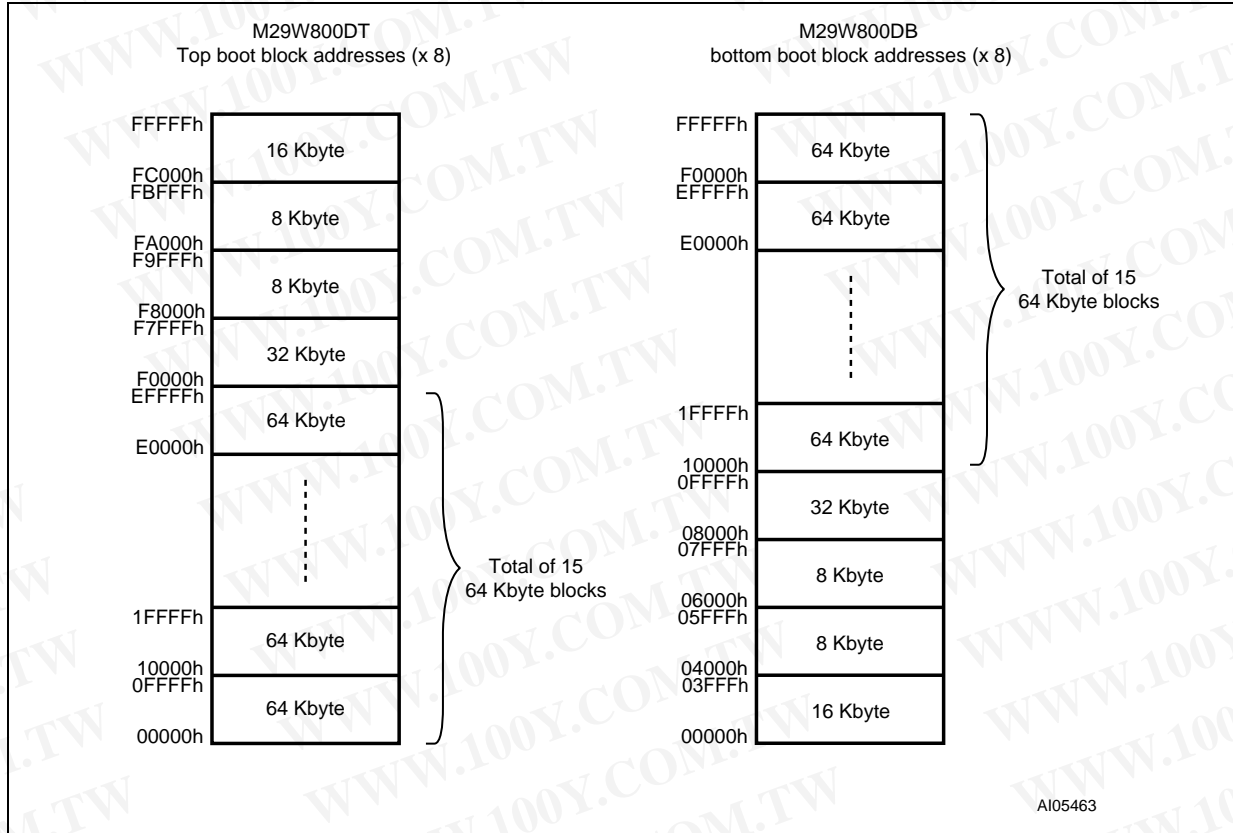 M29W800DT
Top boot block addresses (x 8)
FFFFFh
16 Kbyte
FC000h
FBFFFh
8 Kbyte
FA000h
F9FFFh
8 Kbyte
F8000h
F7FFFh
32 Kbyte
F0000h
EFFFFh
64 Kbyte
E0000h
Total of 15
64 Kbyte blocks
1FFFFh
64 Kbyte
10000h
0FFFFh
64 Kbyte
00000h
M29W800DB
bottom boot block addresses (x 8)
FFFFFh
64 Kbyte
F0000h
EFFFFh
64 Kbyte
E0000h
Total of 15
64 Kbyte blocks
1FFFFh
64 Kbyte
10000h
0FFFFh
32 Kbyte
08000h
07FFFh
8 Kbyte
06000h
05FFFh
8 Kbyte
04000h
03FFFh
16 Kbyte
00000h
AI05463
WWW.100Y.COM.TW